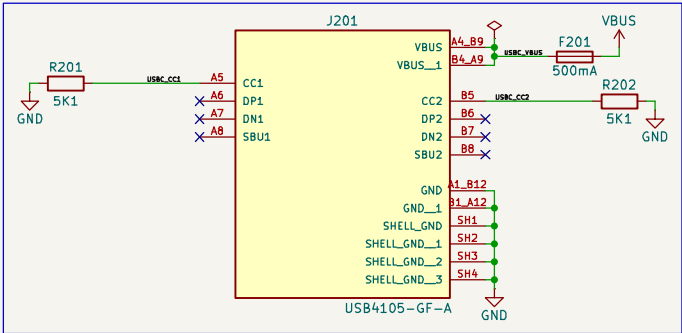 J201
VBUS
A4_B9
F201
VBUS
USBC_VBUS
VBUS__1
B4_A9
500mA
R201
USBC_CC1
A5
CC1
5K1
GND
CC2
B5
USBC_CC2
R202
5K1
GND
A6
DP1
DP2
B6
A7
DN1
DN2
B7
A8
SBU1
SBU2
B8
GND
A1_B12
GND__1
B1_A12
SHELL_GND
SH1
SHELL_GND__1
SH2
SHELL_GND__2
SH3
SHELL_GND__3
SH4
USB4105-GF-A
GND